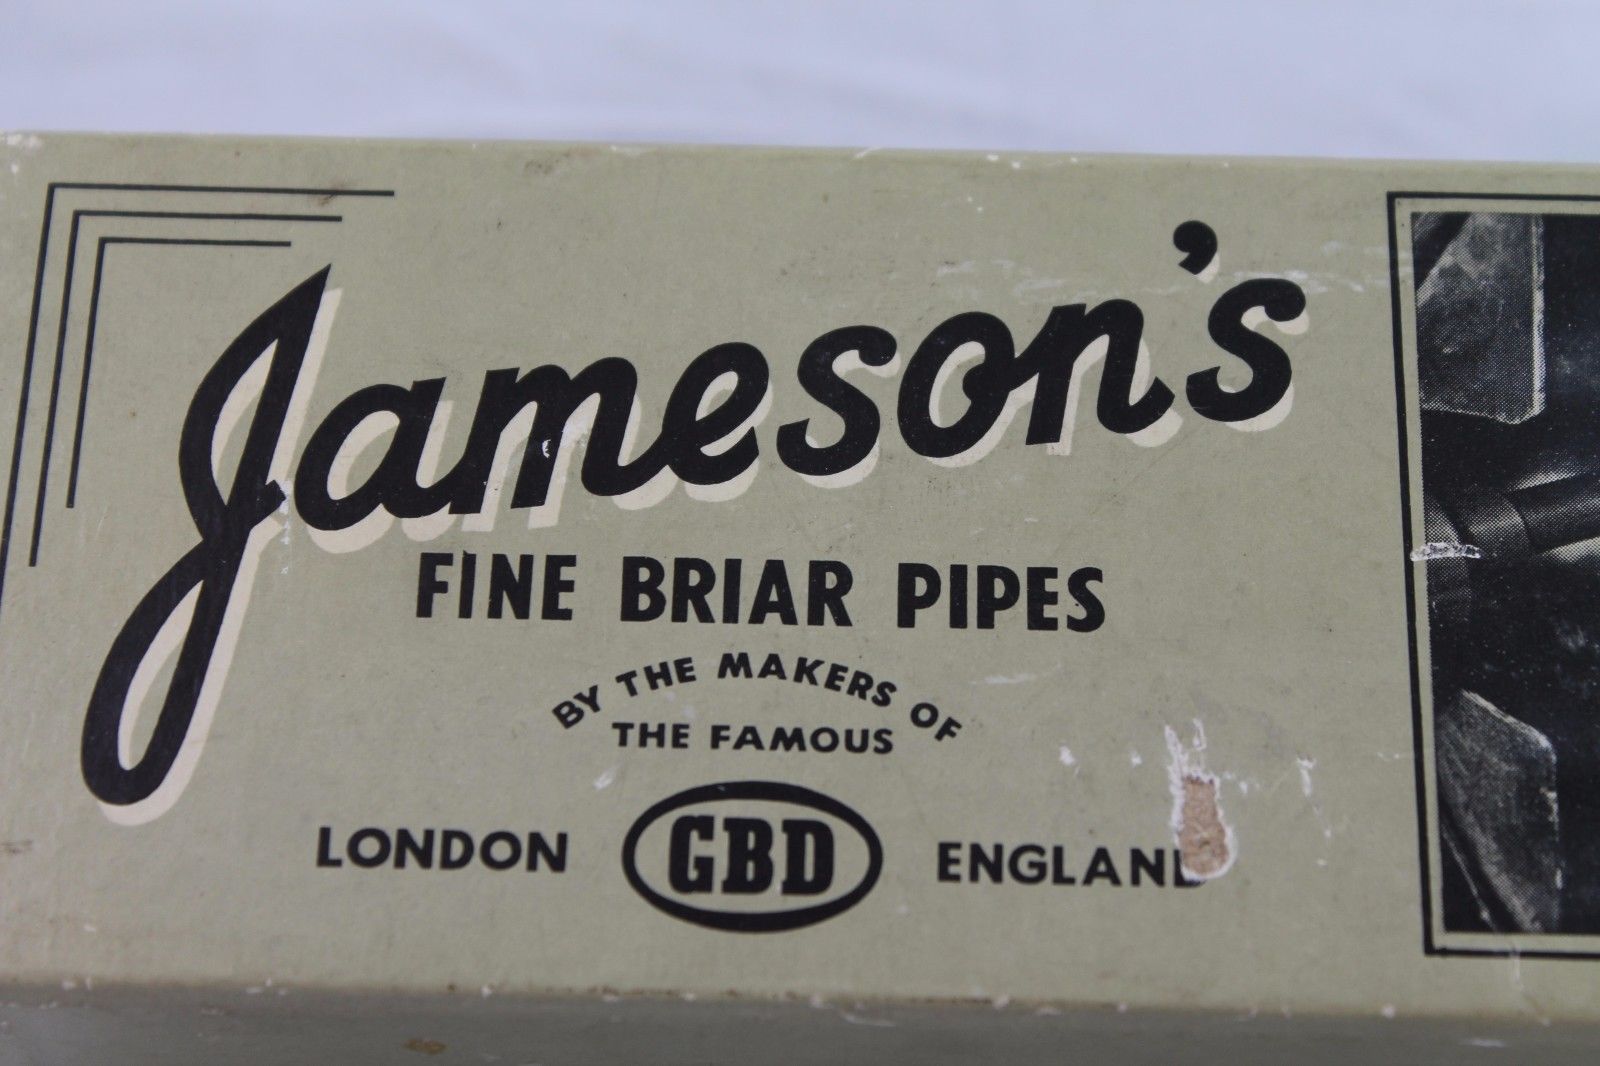 Jameson's
FINE BRIAR PIPES
BY THE MAKERS OF
THE FAMOUS
LONDON GBD ENGLAND